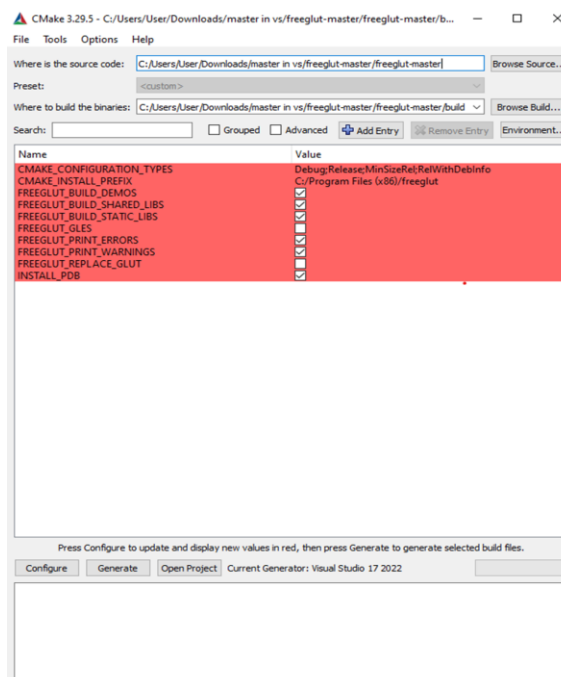 CMake 3.29.5 - C:/Users/User/Downloads/master in vs/freeglut-master/freeglut-master/b...
File Tools Options Help
Where is the source code: C:/Users/User/Downloads/master in vs/freeglut-master/freeglut-master Browse Source...
Preset: <custom>
Where to build the binaries: C:/Users/User/Downloads/master in vs/freeglut-master/freeglut-master/build Browse Build...
Search: Grouped Advanced Add Entry Remove Entry Environment...
Name Value
CMAKE_CONFIGURATION_TYPES Debug;Release;MinSizeRel;RelWithDebInfo
CMAKE_INSTALL_PREFIX C:/Program Files (x86)/freeglut
FREEGLUT_BUILD_DEMOS
FREEGLUT_BUILD_SHARED_LIBS
FREEGLUT_BUILD_STATIC_LIBS
FREEGLUT_GLES
FREEGLUT_PRINT_ERRORS
FREEGLUT_PRINT_WARNINGS
FREEGLUT_REPLACE_GLUT
INSTALL_PDB
Press Configure to update and display new values in red, then press Generate to generate selected build files.
Configure Generate Open Project Current Generator: Visual Studio 17 2022